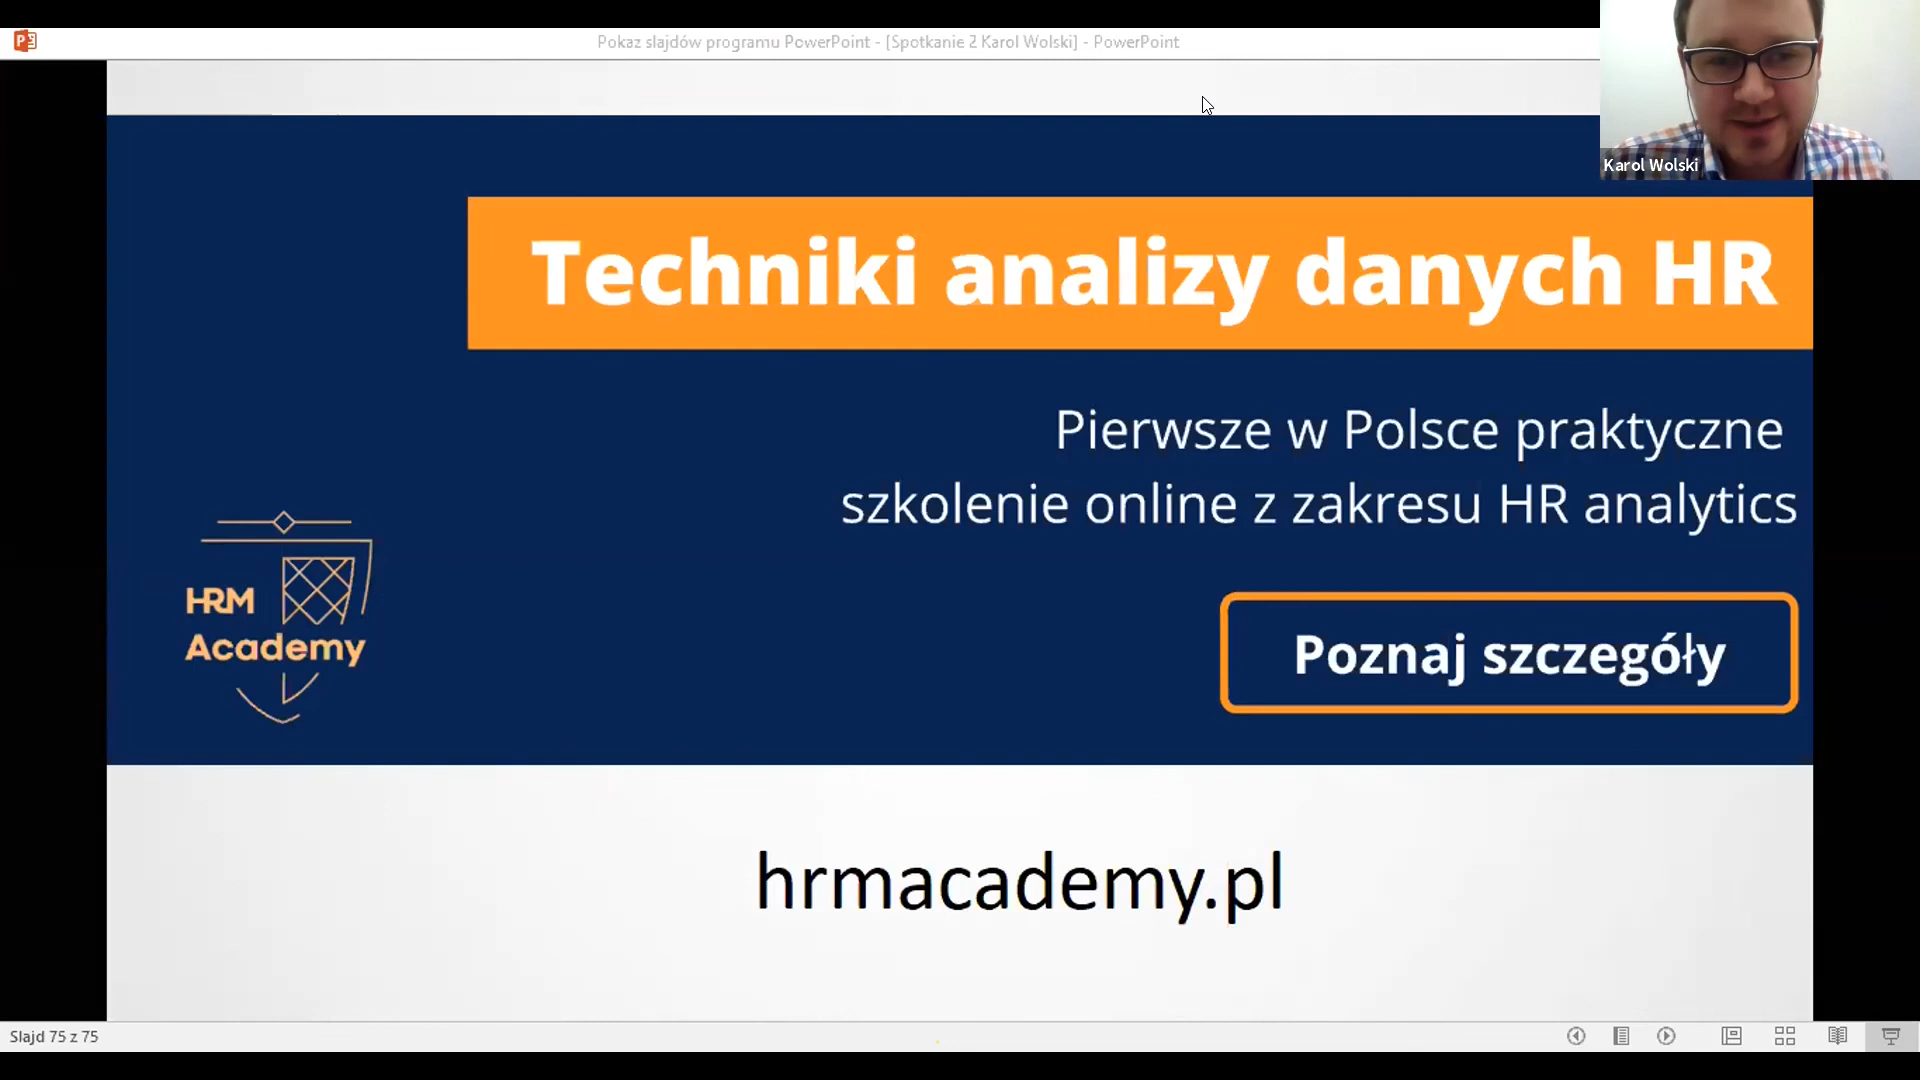 Pokaz slajdów programu PowerPoint - [Spotkanie 2 Karol Wolski] - PowerPoint
Karol Wolski
Techniki analizy danych HR
Pierwsze w Polsce praktyczne
szkolenie online z zakresu HR analytics
HRM
Academy
Poznaj szczegóły
hrmacademy.pl
Slajd 75 z 75